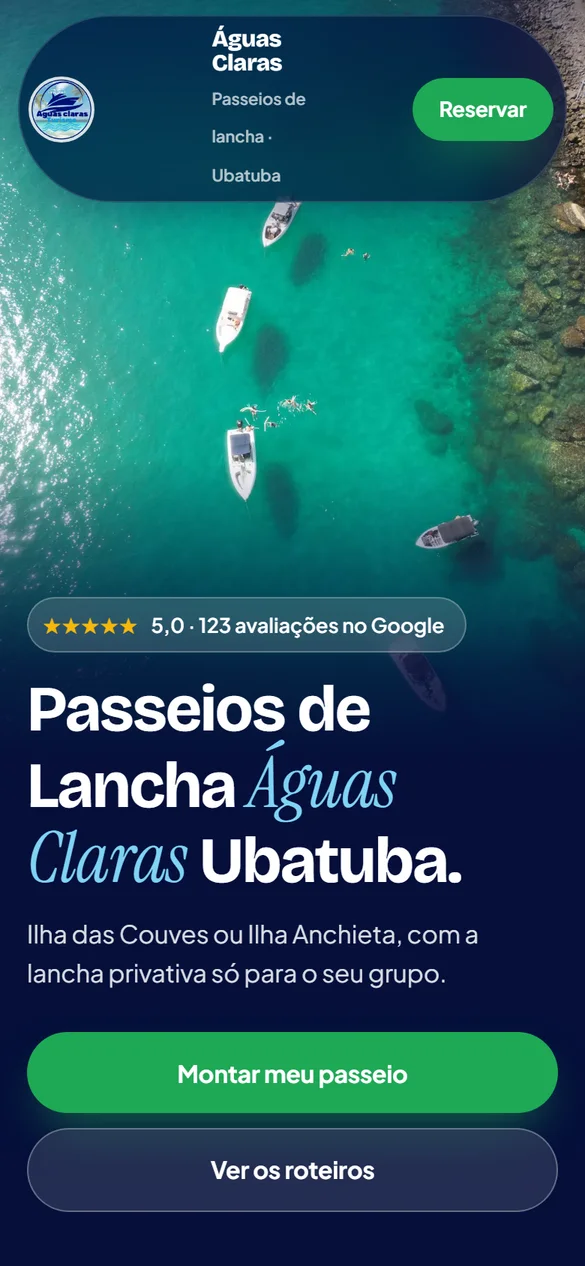 Águas
Claras
Passeios de
lancha ·
Ubatuba
Águas claras
Reservar
★★★★★ 5,0 · 123 avaliações no Google
Passeios de
Lancha Águas
Claras Ubatuba.
Ilha das Couves ou Ilha Anchieta, com a
lancha privativa só para o seu grupo.
Montar meu passeio
Ver os roteiros